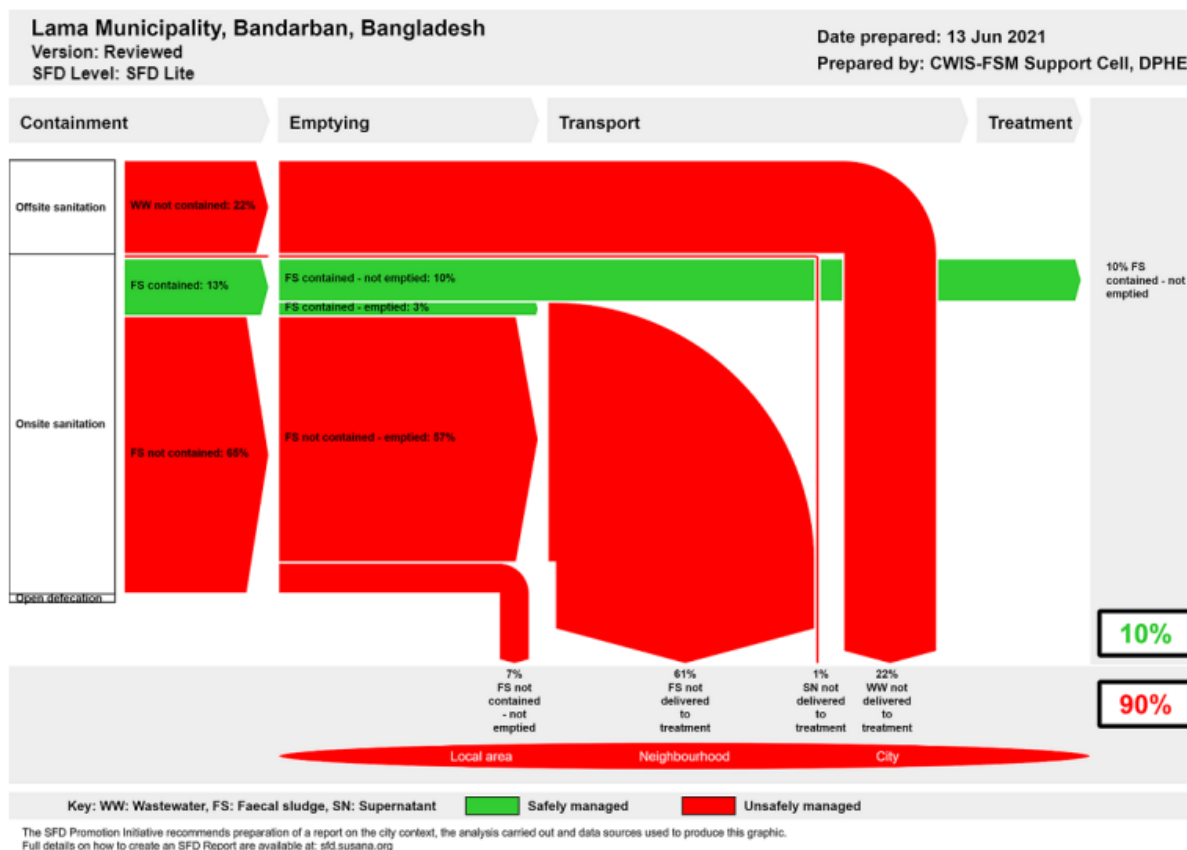 Lama Municipality, Bandarban, Bangladesh
Version: Reviewed
SFD Level: SFD Lite
Date prepared: 13 Jun 2021
Prepared by: CWIS-FSM Support Cell, DPHE
Containment
Emptying
Transport
Treatment
Offsite sanitation
WW not contained: 22%
FS contained: 13%
FS contained - not emptied: 10%
10% FS
contained - not
emptied
FS contained - emptied: 3%
Onsite sanitation
FS not contained: 65%
FS not contained - emptied: 57%
Open defecation
10%
7%
FS not
contained
- not
emptied
61%
FS not
delivered
to
treatment
1%
SN not
delivered
to
treatment
22%
WW not
delivered
to
treatment
90%
Local area
Neighbourhood
City
Key: WW: Wastewater, FS: Faecal sludge, SN: Supernatant
Safely managed
Unsafely managed
The SFD Promotion Initiative recommends preparation of a report on the city context, the analysis carried out and data sources used to produce this graphic.
Full details on how to create an SFD Report are available at: sfd.susana.org